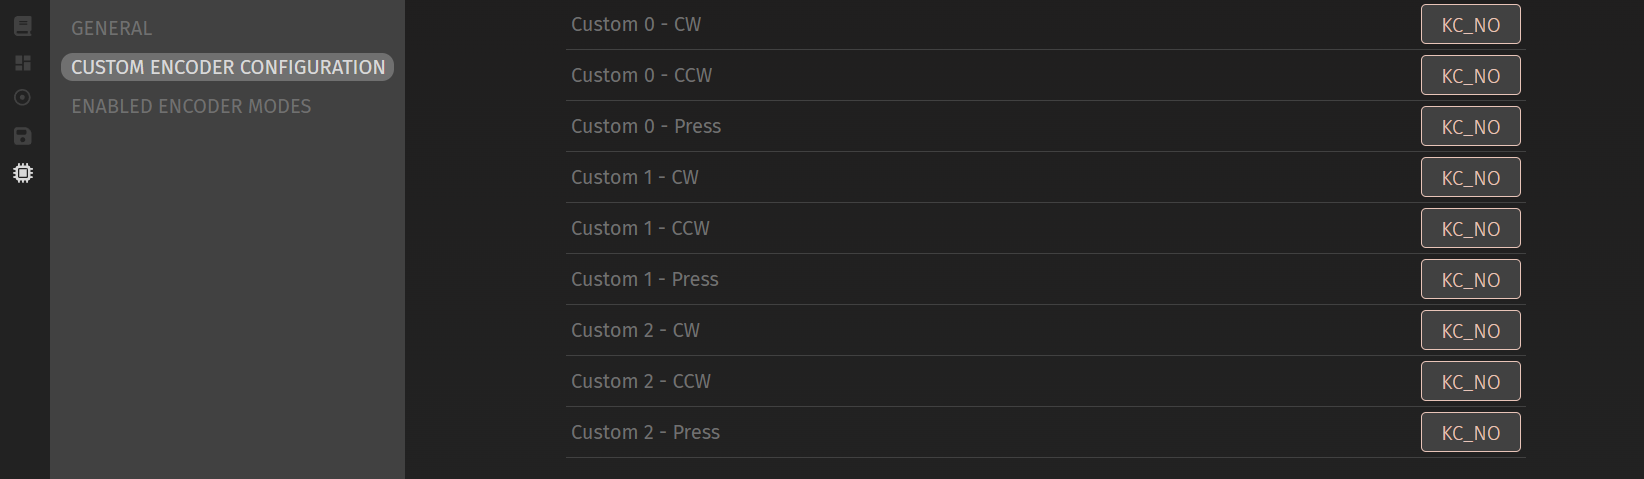 GENERAL
CUSTOM ENCODER CONFIGURATION
ENABLED ENCODER MODES
Custom 0 - CW KC_NO
Custom 0 - CCW KC_NO
Custom 0 - Press KC_NO
Custom 1 - CW KC_NO
Custom 1 - CCW KC_NO
Custom 1 - Press KC_NO
Custom 2 - CW KC_NO
Custom 2 - CCW KC_NO
Custom 2 - Press KC_NO